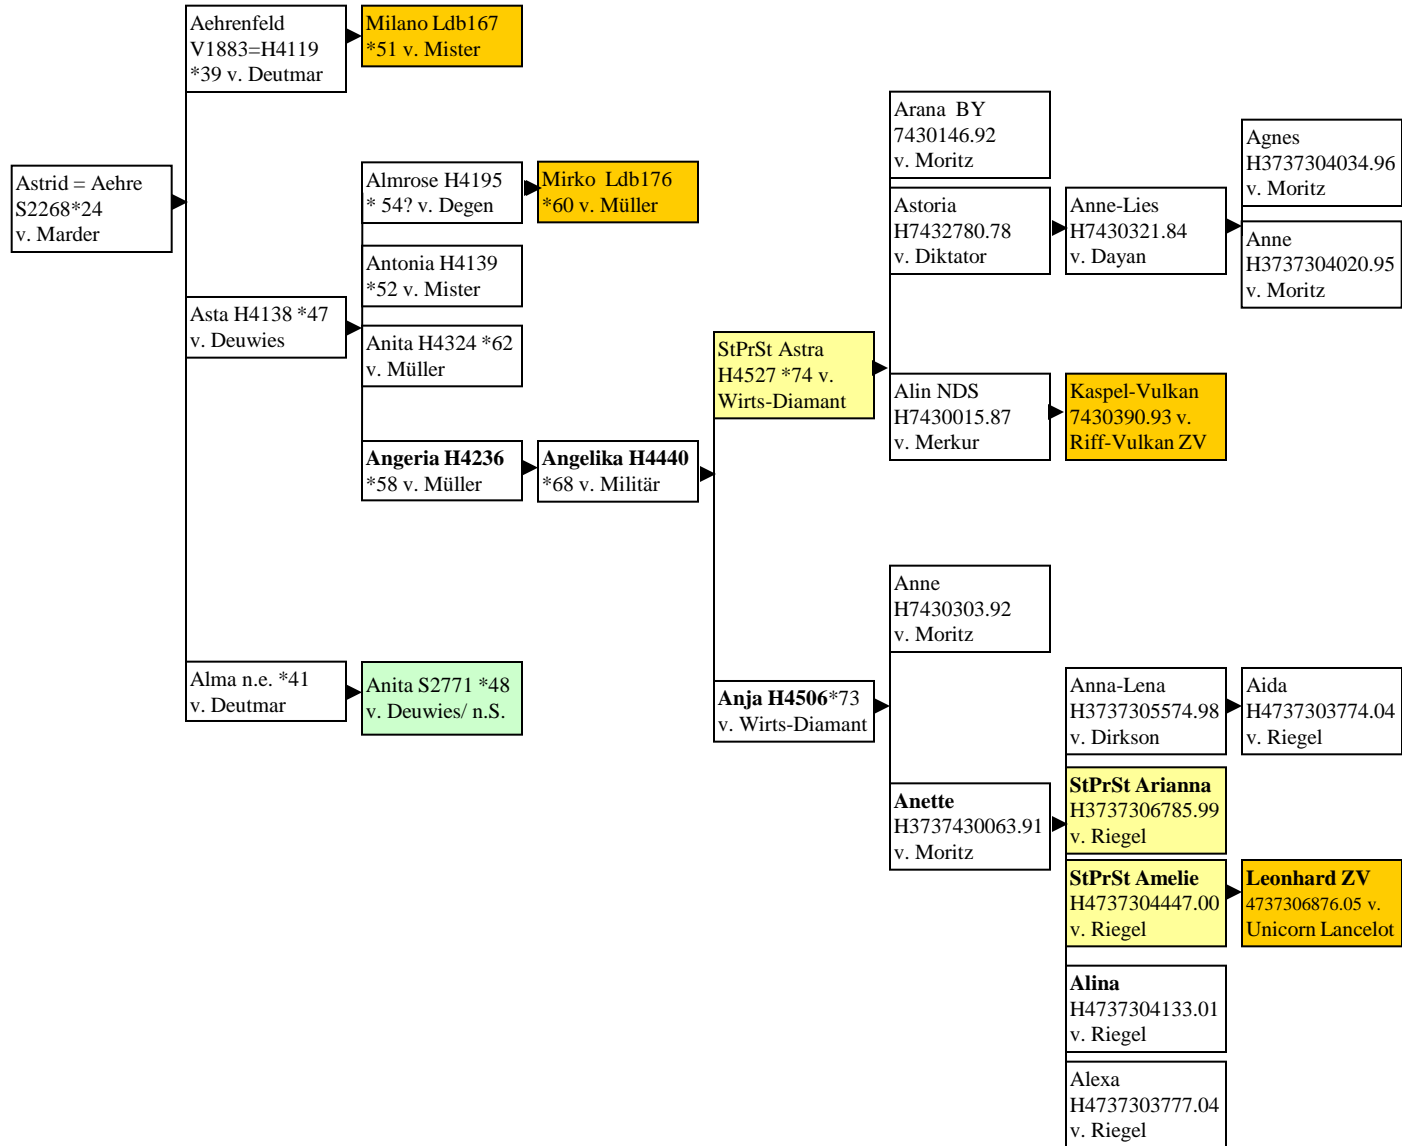 Astrid = Aehre
S2268*24
v. Marder
Aehrenfeld
V1883=H4119
*39 v. Deutmar
Milano Ldb167
*51 v. Mister
Asta H4138 *47
v. Deuwies
Almrose H4195
* 54? v. Degen
Mirko  Ldb176
*60 v. Müller
Antonia H4139
*52 v. Mister
Anita H4324 *62
v. Müller
Angeria H4236
*58 v. Müller
Angelika H4440
*68 v. Militär
StPrSt Astra
H4527 *74 v.
Wirts-Diamant
Arana  BY
7430146.92
v. Moritz
Astoria
H7432780.78
v. Diktator
Anne-Lies
H7430321.84
v. Dayan
Agnes
H3737304034.96
v. Moritz
Anne
H3737304020.95
v. Moritz
Alin NDS
H7430015.87
v. Merkur
Kaspel-Vulkan
7430390.93 v.
Riff-Vulkan ZV
Anja H4506*73
v. Wirts-Diamant
Anne
H7430303.92
v. Moritz
Anette
H3737430063.91
v. Moritz
Anna-Lena
H3737305574.98
v. Dirkson
Aida
H4737303774.04
v. Riegel
StPrSt Arianna
H3737306785.99
v. Riegel
StPrSt Amelie
H4737304447.00
v. Riegel
Leonhard ZV
4737306876.05 v.
Unicorn Lancelot
Alina
H4737304133.01
v. Riegel
Alexa
H4737303777.04
v. Riegel
Alma n.e. *41
v. Deutmar
Anita S2771 *48
v. Deuwies/ n.S.